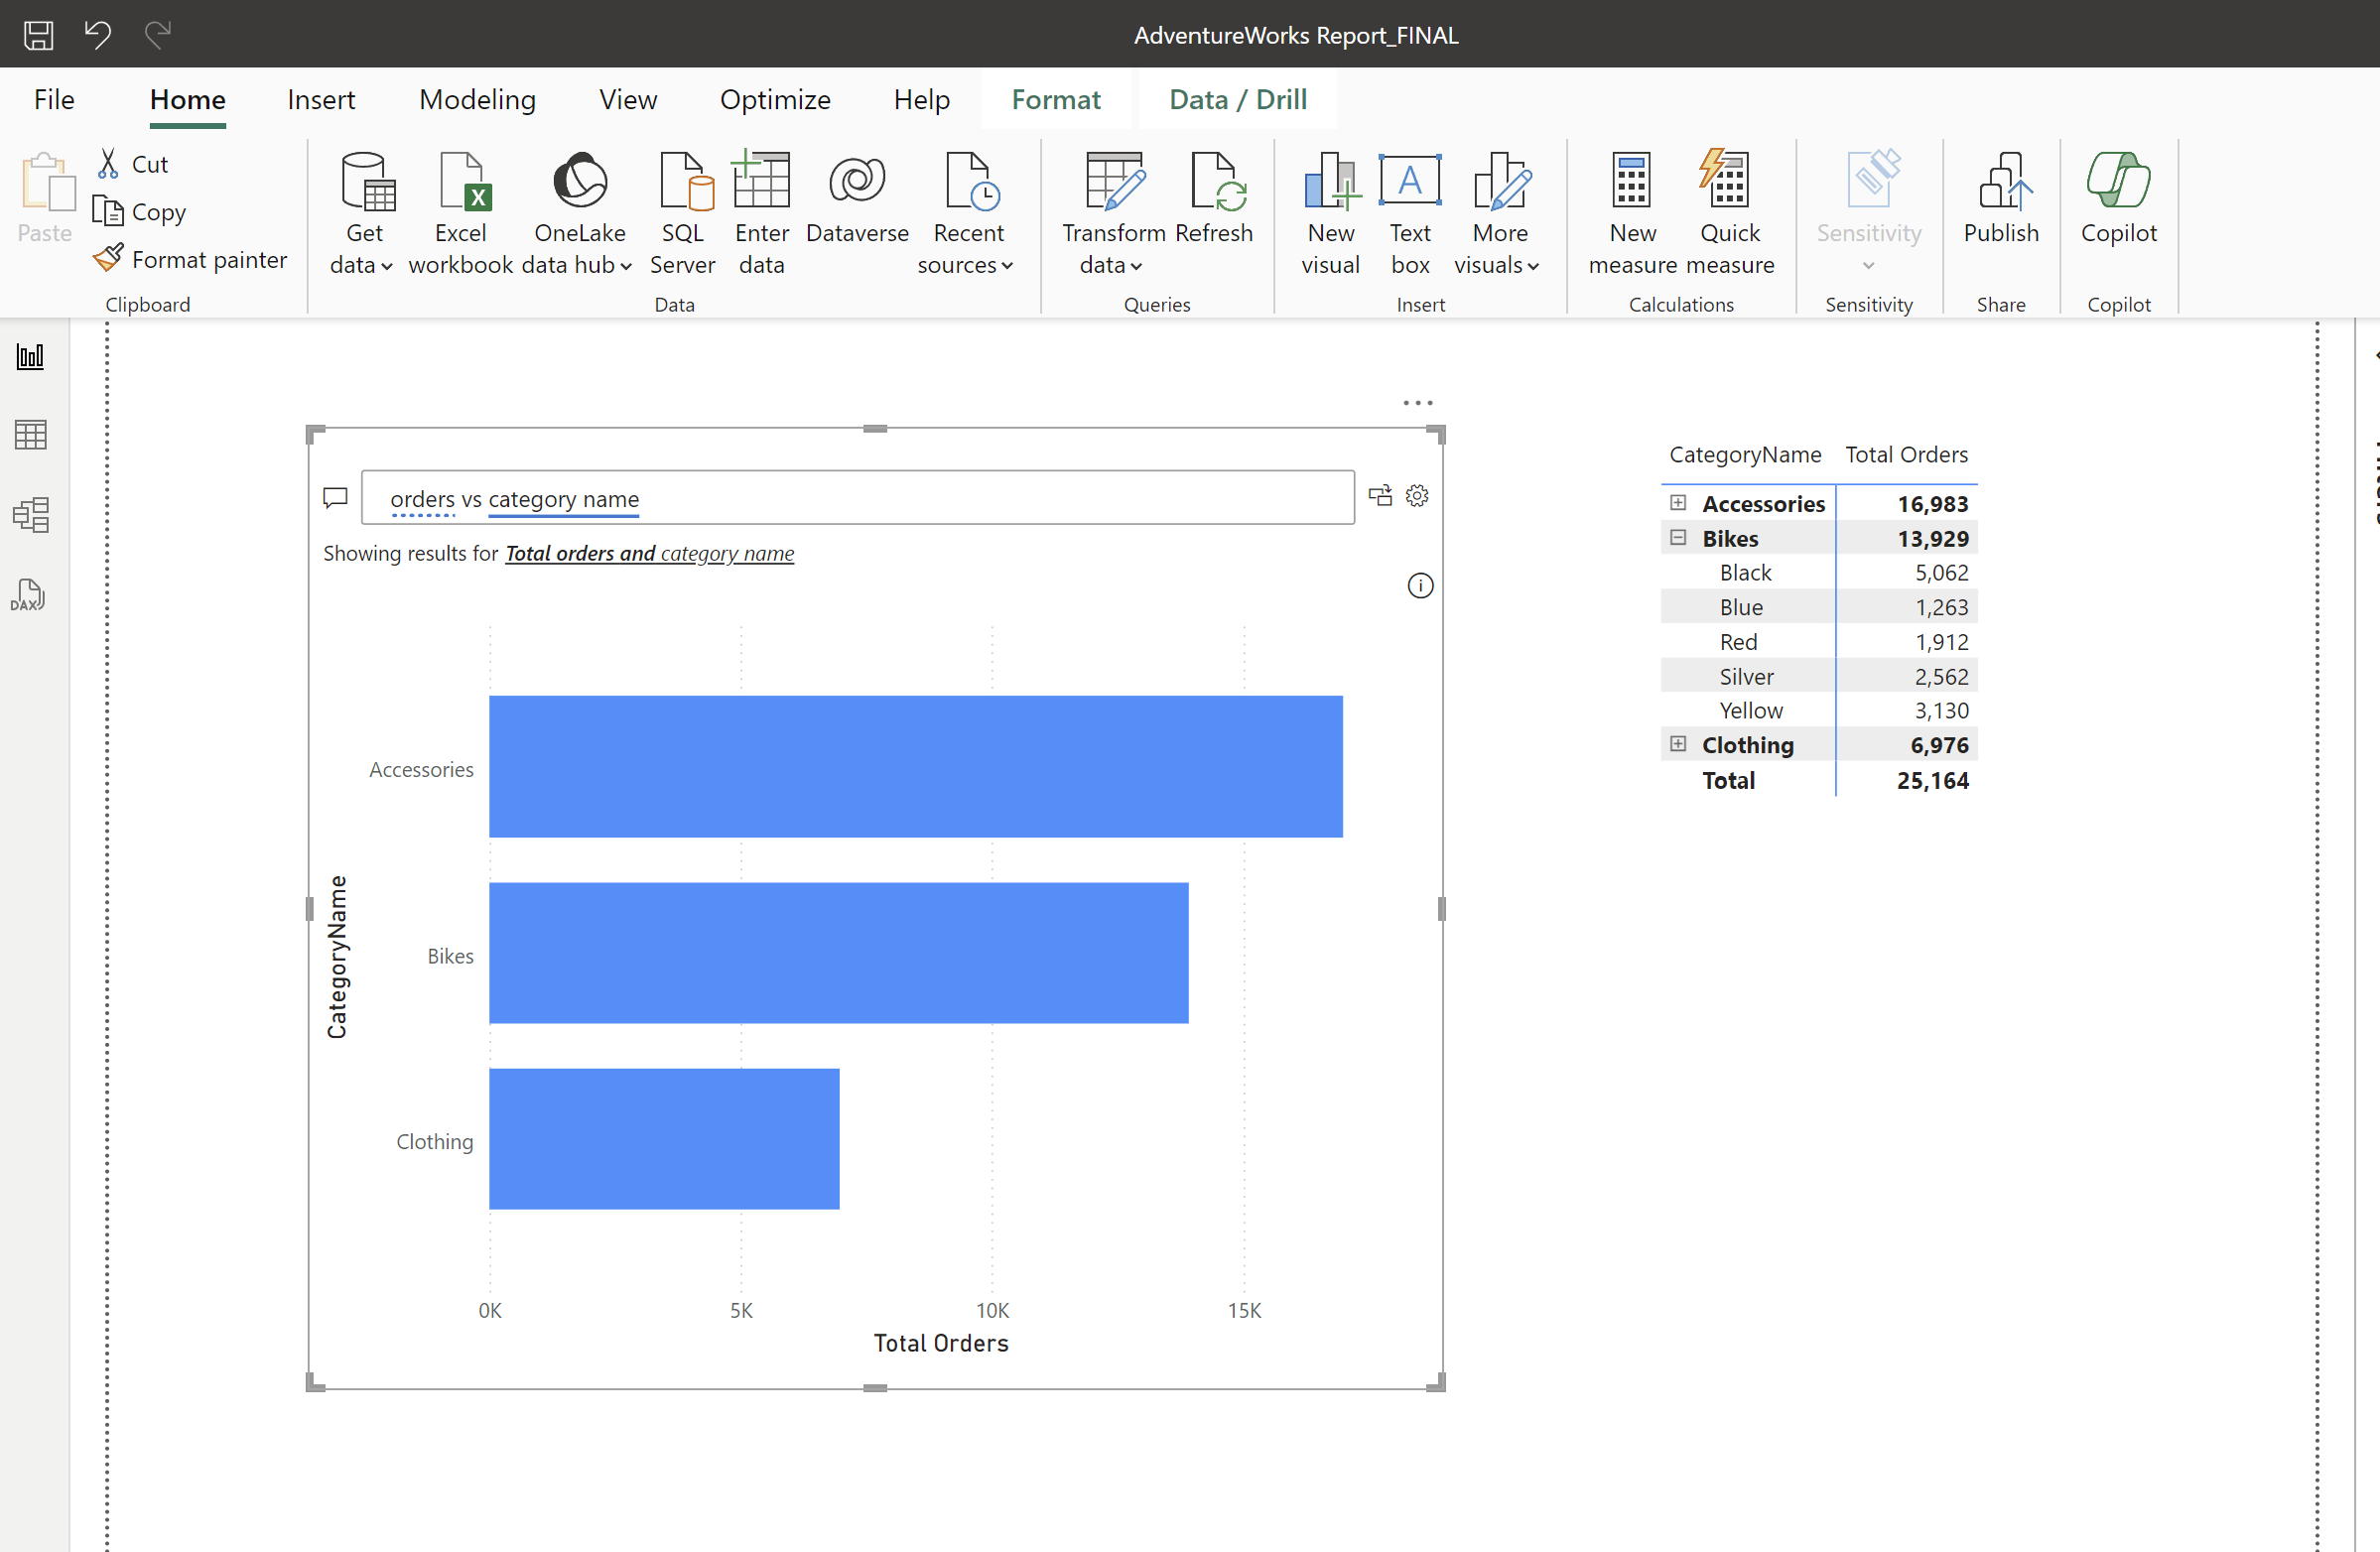 AdventureWorks Report_FINAL
File Home Insert Modeling View Optimize Help Format Data / Drill
Paste
Cut
Copy
Format painter
Clipboard
Get data
Excel workbook
OneLake data hub
SQL Server
Enter data
Dataverse
Recent sources
Data
Transform data
Refresh
Queries
New visual
Text box
More visuals
Insert
New measure
Quick measure
Calculations
Sensitivity
Sensitivity
Publish
Share
Copilot
Copilot
DAX
orders vs category name
Showing results for Total orders and category name
CategoryName
Accessories
Bikes
Clothing
0K 5K 10K 15K
Total Orders
CategoryName Total Orders
Accessories 16,983
Bikes 13,929
Black 5,062
Blue 1,263
Red 1,912
Silver 2,562
Yellow 3,130
Clothing 6,976
Total 25,164